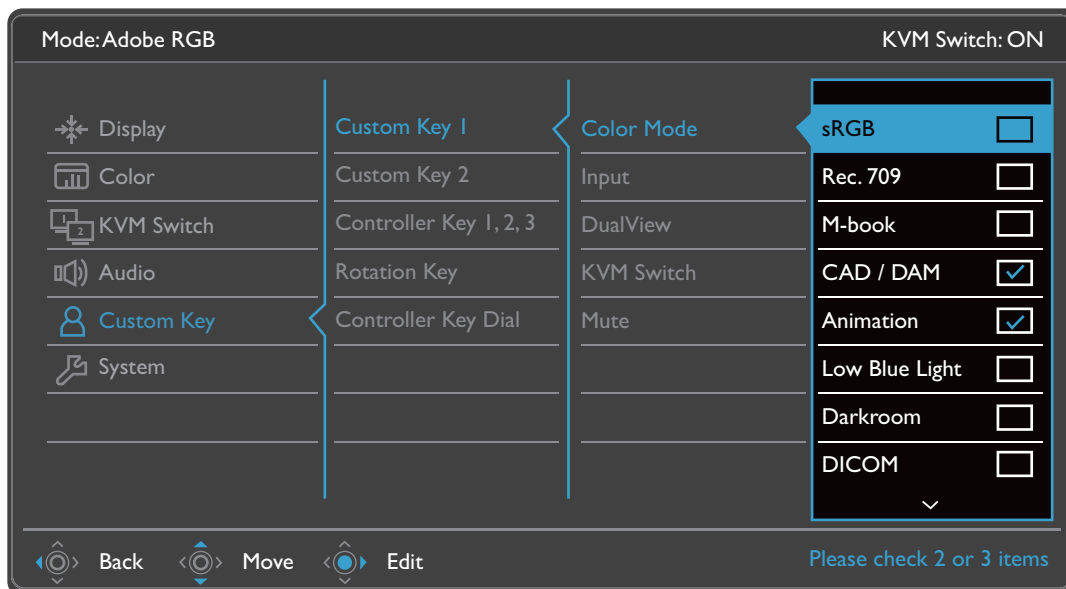 Mode: Adobe RGB
KVM Switch: ON
Display
Color
1
2
KVM Switch
Audio
Custom Key
System
Custom Key 1
Custom Key 2
Controller Key 1, 2, 3
Rotation Key
Controller Key Dial
Color Mode
Input
DualView
KVM Switch
Mute
sRGB
Rec. 709
M-book
CAD / DAM
Animation
Low Blue Light
Darkroom
DICOM
Back
Move
Edit
Please check 2 or 3 items